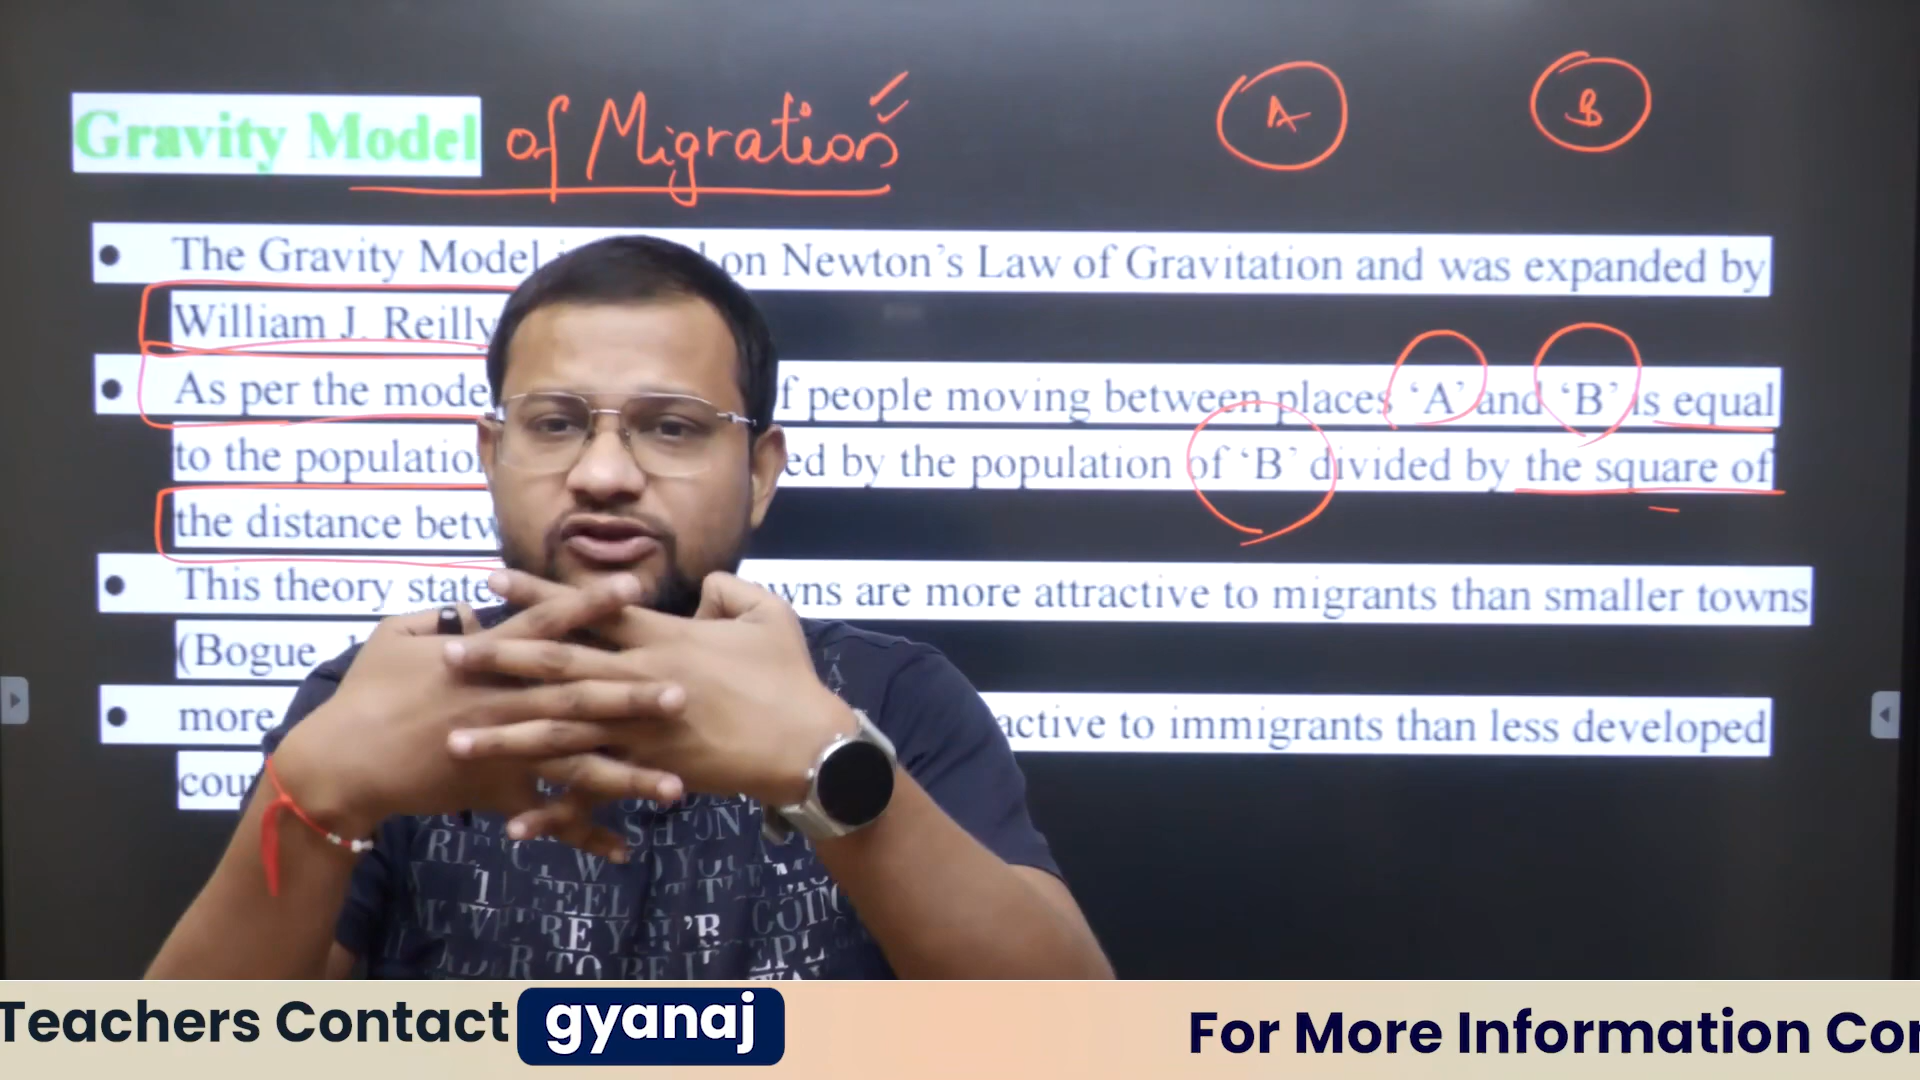 Gravity Model of Migration
A
B
The Gravity Model on Newton’s Law of Gravitation and was expanded by
William J. Reilly
As per the mode f people moving between places ‘A’ and ‘B’ is equal
to the populatio ed by the population of ‘B’ divided by the square of
the distance betw
This theory state wns are more attractive to migrants than smaller towns
(Bogue
more active to immigrants than less developed
cou
Teachers Contact gyanaj
For More Information Con